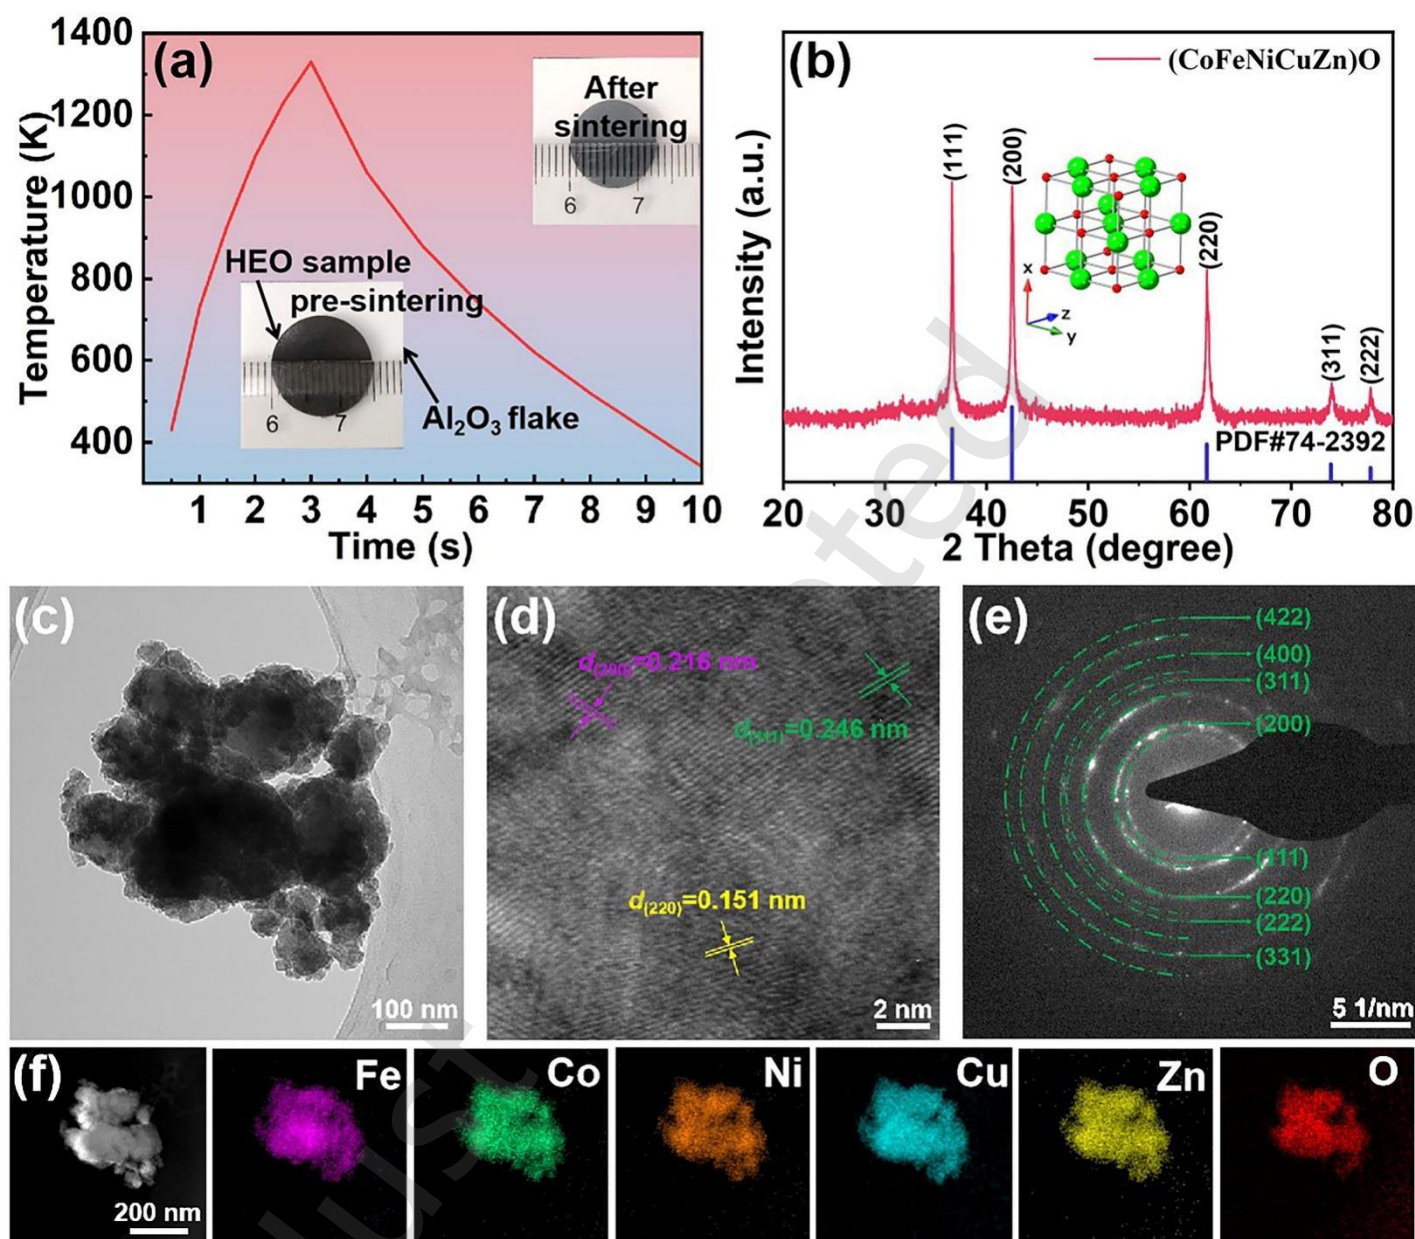 (a)
1400
1200
1000
800
600
400
Temperature (K)
1 2 3 4 5 6 7 8 9 10
Time (s)
After
sintering
6 7
HEO sample
pre-sintering
6 7
Al₂O₃ flake
(b)
(CoFeNiCuZn)O
(111)
(200)
(220)
(311)
(222)
x
z
y
PDF#74-2392
Intensity (a.u.)
20 30 40 50 60 70 80
2 Theta (degree)
(c)
100 nm
(d)
d(200)=0.216 nm
d(111)=0.246 nm
d(220)=0.151 nm
2 nm
(e)
(422)
(400)
(311)
(200)
(111)
(220)
(222)
(331)
5 1/nm
(f)
200 nm
Fe
Co
Ni
Cu
Zn
O